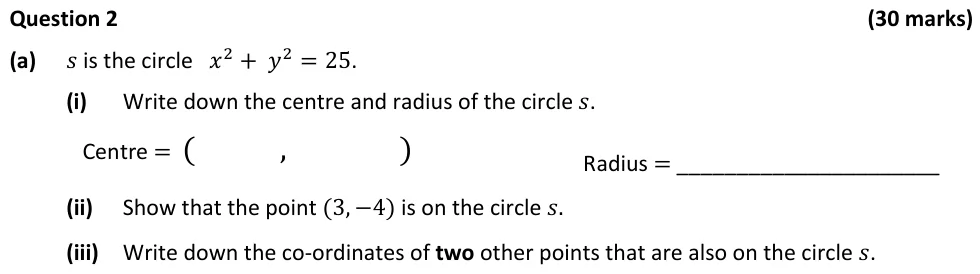 Question 2 (30 marks)
(a) s is the circle x² + y² = 25.
(i) Write down the centre and radius of the circle s.
Centre = ( , ) Radius = ______________________
(ii) Show that the point (3, −4) is on the circle s.
(iii) Write down the co-ordinates of two other points that are also on the circle s.